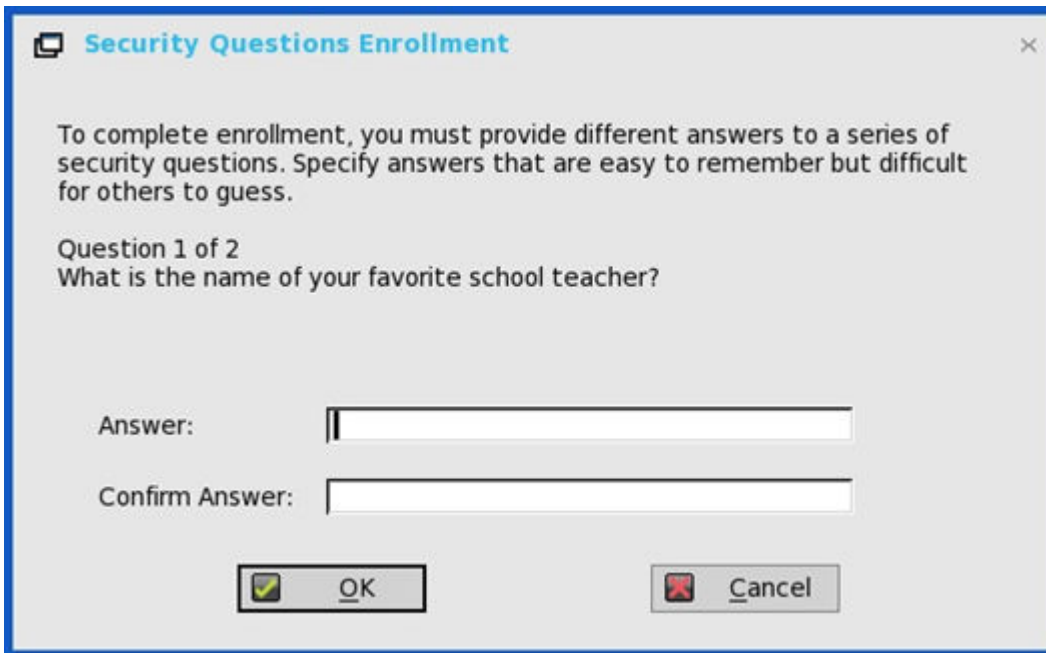 Security Questions Enrollment
To complete enrollment, you must provide different answers to a series of
security questions. Specify answers that are easy to remember but difficult
for others to guess.
Question 1 of 2
What is the name of your favorite school teacher?
Answer:
Confirm Answer:
OK
Cancel